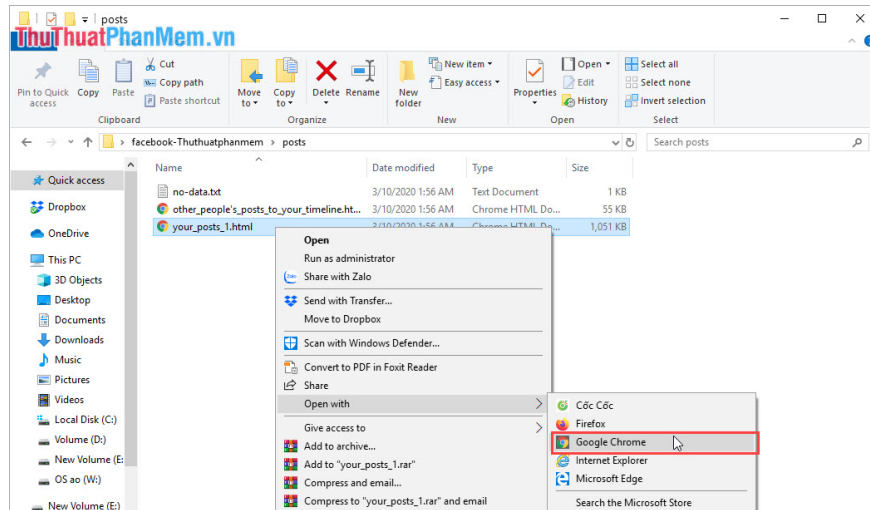 posts
ThuThuatPhanMem.vn
Pin to Quick access
Copy
Paste
Cut
Copy path
Paste shortcut
Clipboard
Move to
Copy to
Delete
Rename
Organize
New folder
New item
Easy access
New
Properties
Open
Edit
History
Open
Select all
Select none
Invert selection
Select
facebook-Thuthuatphanmem > posts
Search posts
Name Date modified Type Size
no-data.txt 3/10/2020 1:56 AM Text Document 1 KB
other_people's_posts_to_your_timeline.ht... 3/10/2020 1:56 AM Chrome HTML Do... 55 KB
your_posts_1.html 3/10/2020 1:56 AM Chrome HTML Do... 1,051 KB
Quick access
Dropbox
OneDrive
This PC
3D Objects
Desktop
Documents
Downloads
Music
Pictures
Videos
Local Disk (C:)
Volume (D:)
New Volume (E:
OS ao (W:)
New Volume (E:)
Open
Run as administrator
Share with Zalo
Send with Transfer...
Move to Dropbox
Scan with Windows Defender...
Convert to PDF in Foxit Reader
Share
Open with
Give access to
Add to archive...
Add to "your_posts_1.rar"
Compress and email...
Compress to "your_posts_1.rar" and email
Cốc Cốc
Firefox
Google Chrome
Internet Explorer
Microsoft Edge
Search the Microsoft Store